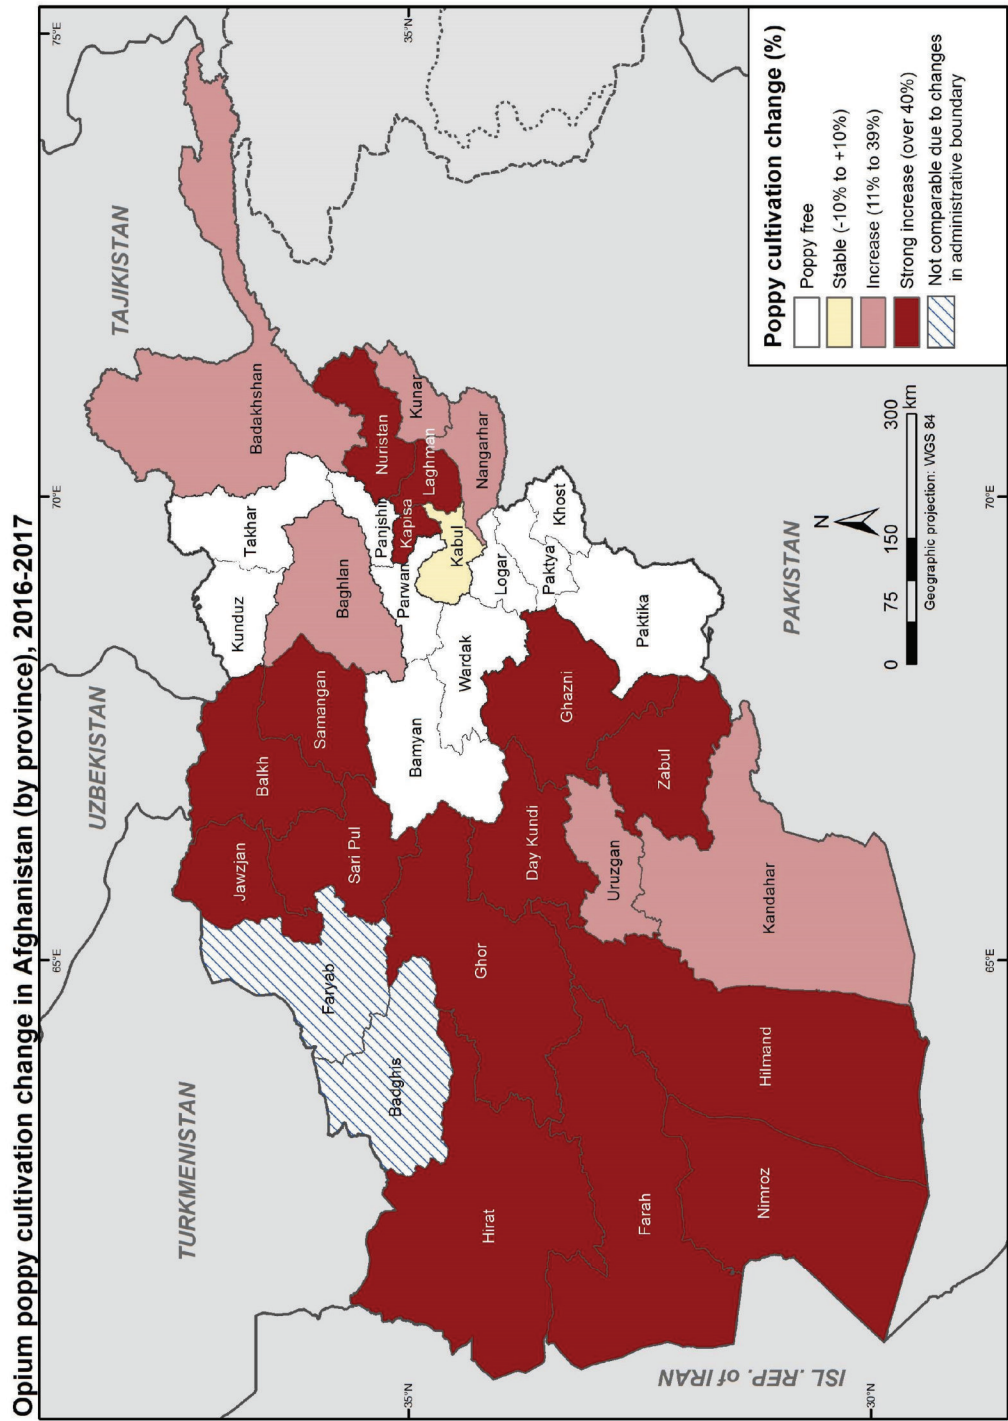 Opium poppy cultivation change in Afghanistan (by province), 2016-2017
65°E
70°E
75°E
UZBEKISTAN
TAJIKISTAN
TURKMENISTAN
Jawzjan
Balkh
Kunduz
Takhar
Badakhshan
Faryab
Samangan
Baghlan
Sari Pul
Badghis
Bamyan
Parwan
Panjshir
Kapisa
Nuristan
Kunar
Laghman
35°N
35°N
Kabul
Nangarhar
Hirat
Ghor
Wardak
Logar
Day Kundi
Ghazni
Paktya
Khost
Uruzgan
Farah
Zabul
Paktika
Nimroz
Hilmand
Kandahar
PAKISTAN
ISL. REP. of IRAN
30°N
65°E
70°E
N
0 75 150 300
km
Geographic projection: WGS 84
Poppy cultivation change (%)
Poppy free
Stable (-10% to +10%)
Increase (11% to 39%)
Strong increase (over 40%)
Not comparable due to changes
in administrative boundary